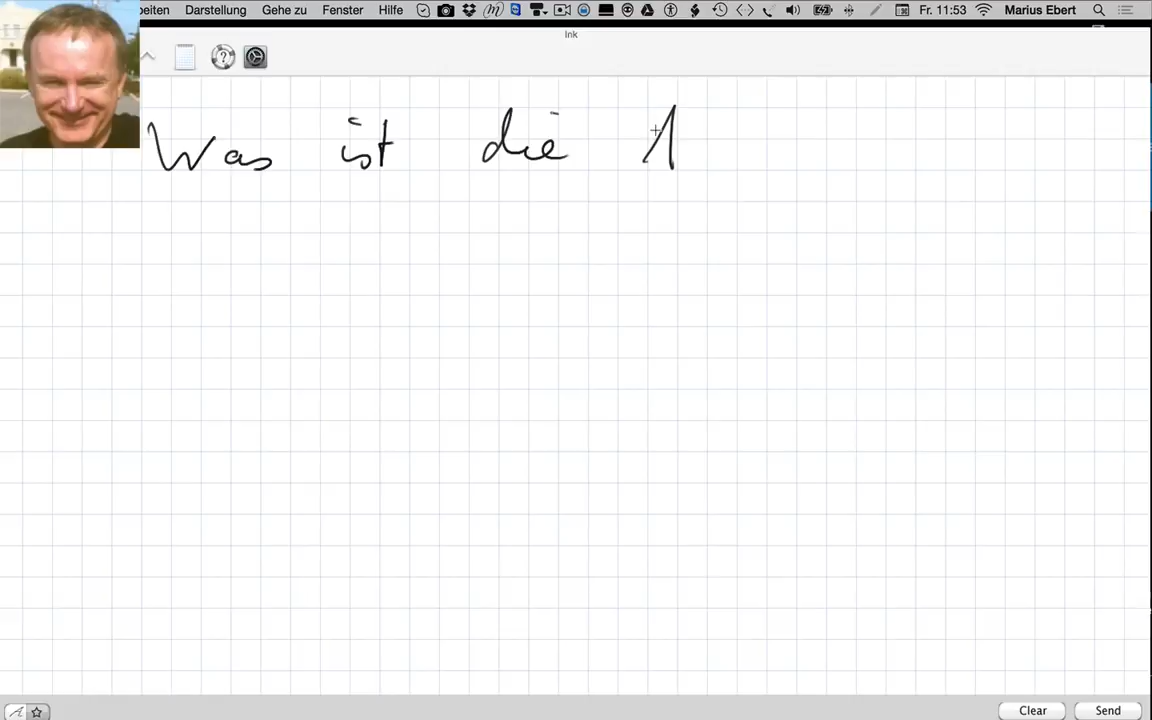 beiten Darstellung Gehe zu Fenster Hilfe Fr. 11:53 Marius Ebert
Ink
Was ist die 1
Clear Send